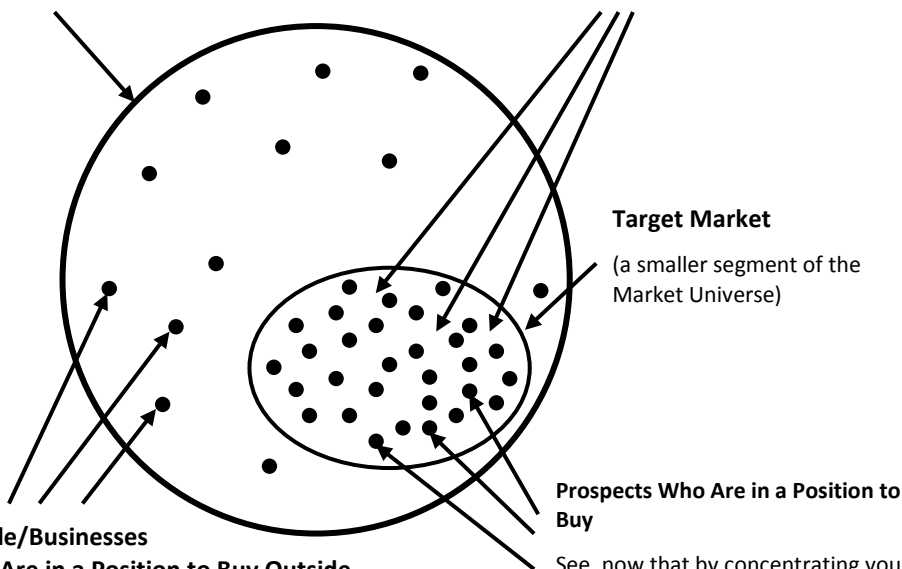 Target Market
(a smaller segment of the
Market Universe)
Prospects Who Are in a Position to
Buy
See, now that by concentrating you
le/Businesses
Are in a Position to Buy Outside